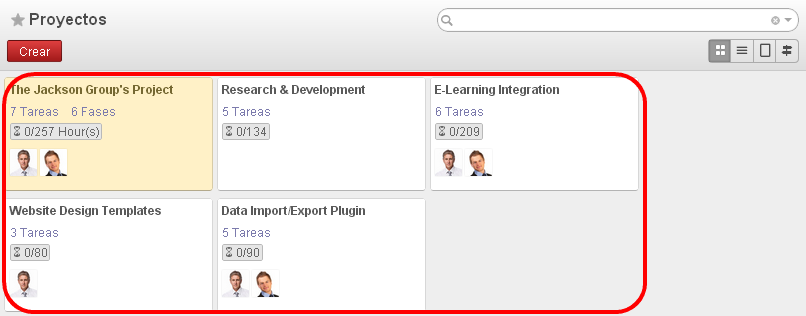 Proyectos
Crear
The Jackson Group's Project
7 Tareas 6 Fases
0/257 Hour(s)
Research & Development
5 Tareas
0/134
E-Learning Integration
6 Tareas
0/209
Website Design Templates
3 Tareas
0/80
Data Import/Export Plugin
5 Tareas
0/90